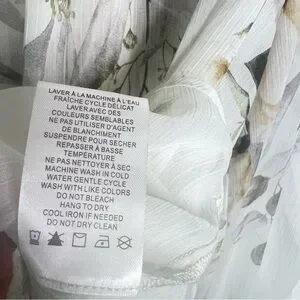 LAVER À LA MACHINE À L'EAU
FRAÎCHE CYCLE DÉLICAT
LAVER AVEC DES
COULEURS SEMBLABLES
NE PAS UTILISER D'AGENT
DE BLANCHIMENT
SUSPENDRE POUR SÉCHER
REPASSER À BASSE
TEMPÉRATURE
NE PAS NETTOYER À SEC
MACHINE WASH IN COLD
WATER GENTLE CYCLE
WASH WITH LIKE COLORS
DO NOT BLEACH
HANG TO DRY
COOL IRON IF NEEDED
DO NOT DRY CLEAN